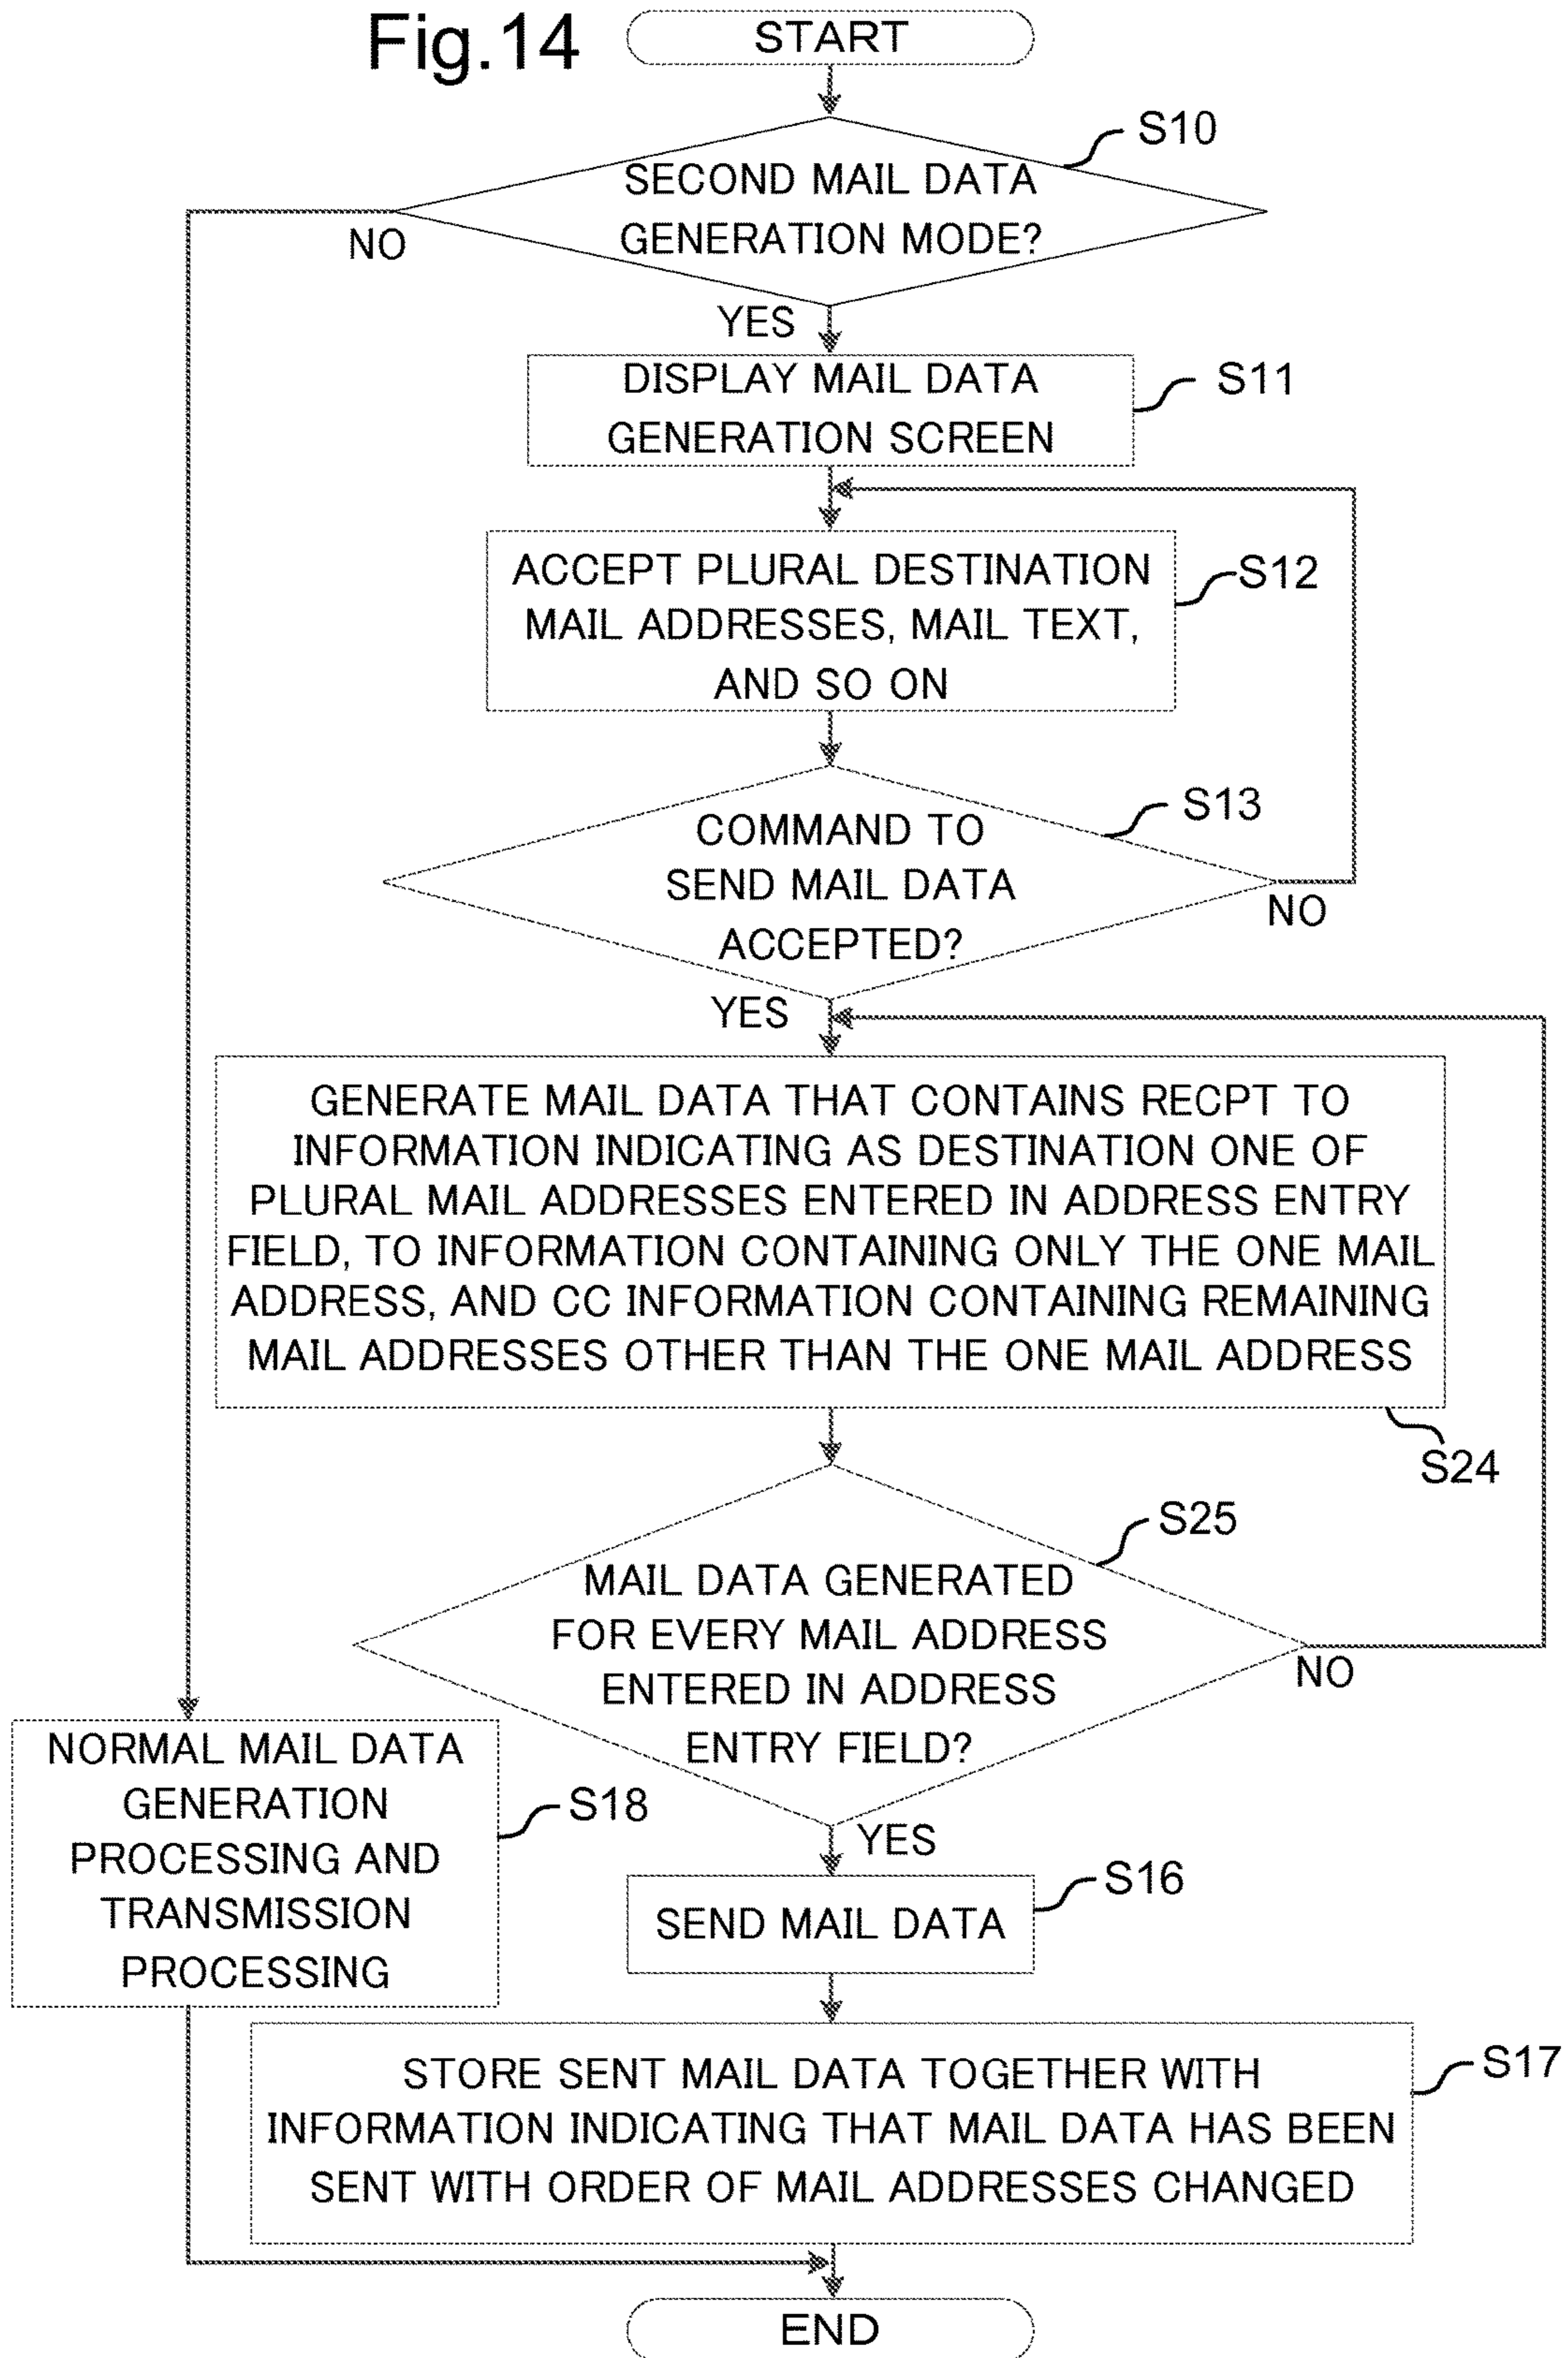 Fig.14
START
S10
SECOND MAIL DATA
GENERATION MODE?
NO
YES
DISPLAY MAIL DATA
GENERATION SCREEN
S11
ACCEPT PLURAL DESTINATION
MAIL ADDRESSES, MAIL TEXT,
AND SO ON
S12
COMMAND TO
SEND MAIL DATA
ACCEPTED?
S13
NO
YES
GENERATE MAIL DATA THAT CONTAINS RECPT TO
INFORMATION INDICATING AS DESTINATION ONE OF
PLURAL MAIL ADDRESSES ENTERED IN ADDRESS ENTRY
FIELD, TO INFORMATION CONTAINING ONLY THE ONE MAIL
ADDRESS, AND CC INFORMATION CONTAINING REMAINING
MAIL ADDRESSES OTHER THAN THE ONE MAIL ADDRESS
S24
S25
MAIL DATA GENERATED
FOR EVERY MAIL ADDRESS
ENTERED IN ADDRESS
ENTRY FIELD?
NO
YES
NORMAL MAIL DATA
GENERATION
PROCESSING AND
TRANSMISSION
PROCESSING
S18
SEND MAIL DATA
S16
STORE SENT MAIL DATA TOGETHER WITH
INFORMATION INDICATING THAT MAIL DATA HAS BEEN
SENT WITH ORDER OF MAIL ADDRESSES CHANGED
S17
END